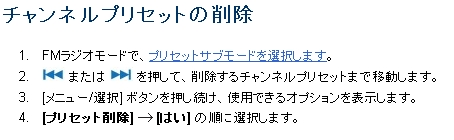 チャンネルプリセットの削除
1. FMラジオモードで、プリセットサブモードを選択します。
2. または を押して、削除するチャンネルプリセットまで移動します。
3. [メニュー/選択] ボタンを押し続け、使用できるオプションを表示します。
4. [プリセット削除] → [はい] の順に選択します。